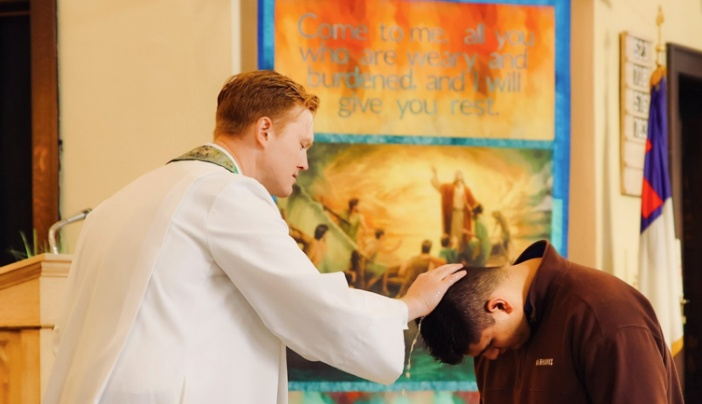 Come to me, all you
who are weary and
burdened, and I will
give you rest.